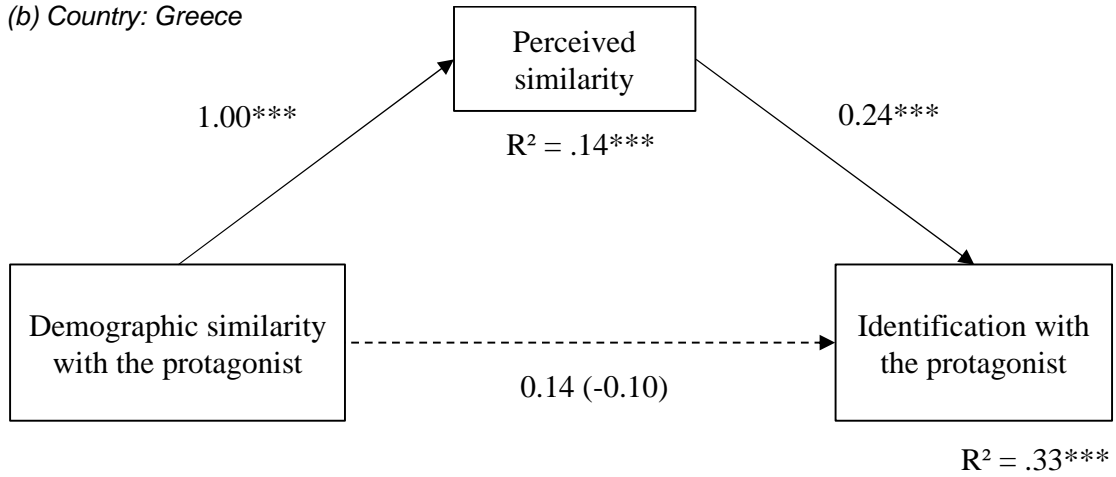 (b) Country: Greece
Perceived
similarity
1.00***
0.24***
R² = .14***
Demographic similarity
with the protagonist
Identification with
the protagonist
0.14 (-0.10)
R² = .33***